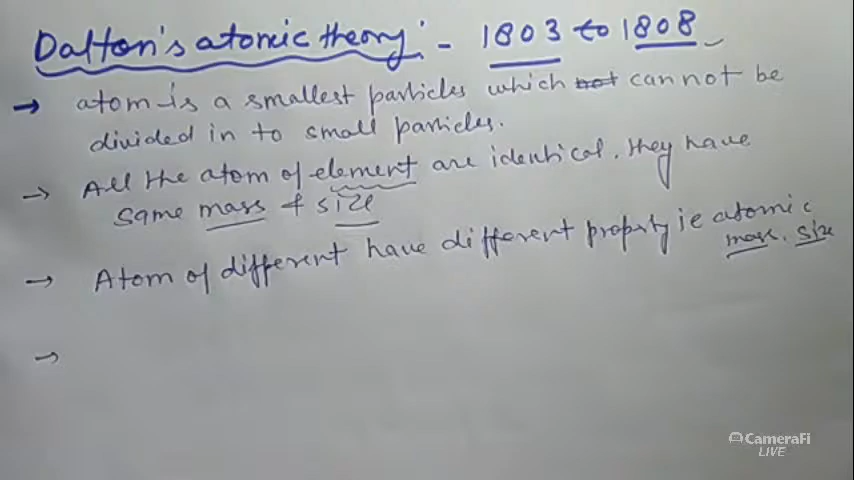 Dalton's atomic theory :- 1803 to 1808
→ atom is a smallest particles which not cannot be
divided in to small particles.
→ All the atom of element are identical. they have
same mass & size
→ Atom of different have different property ie atomic
mass. size
→
CameraFi
LIVE